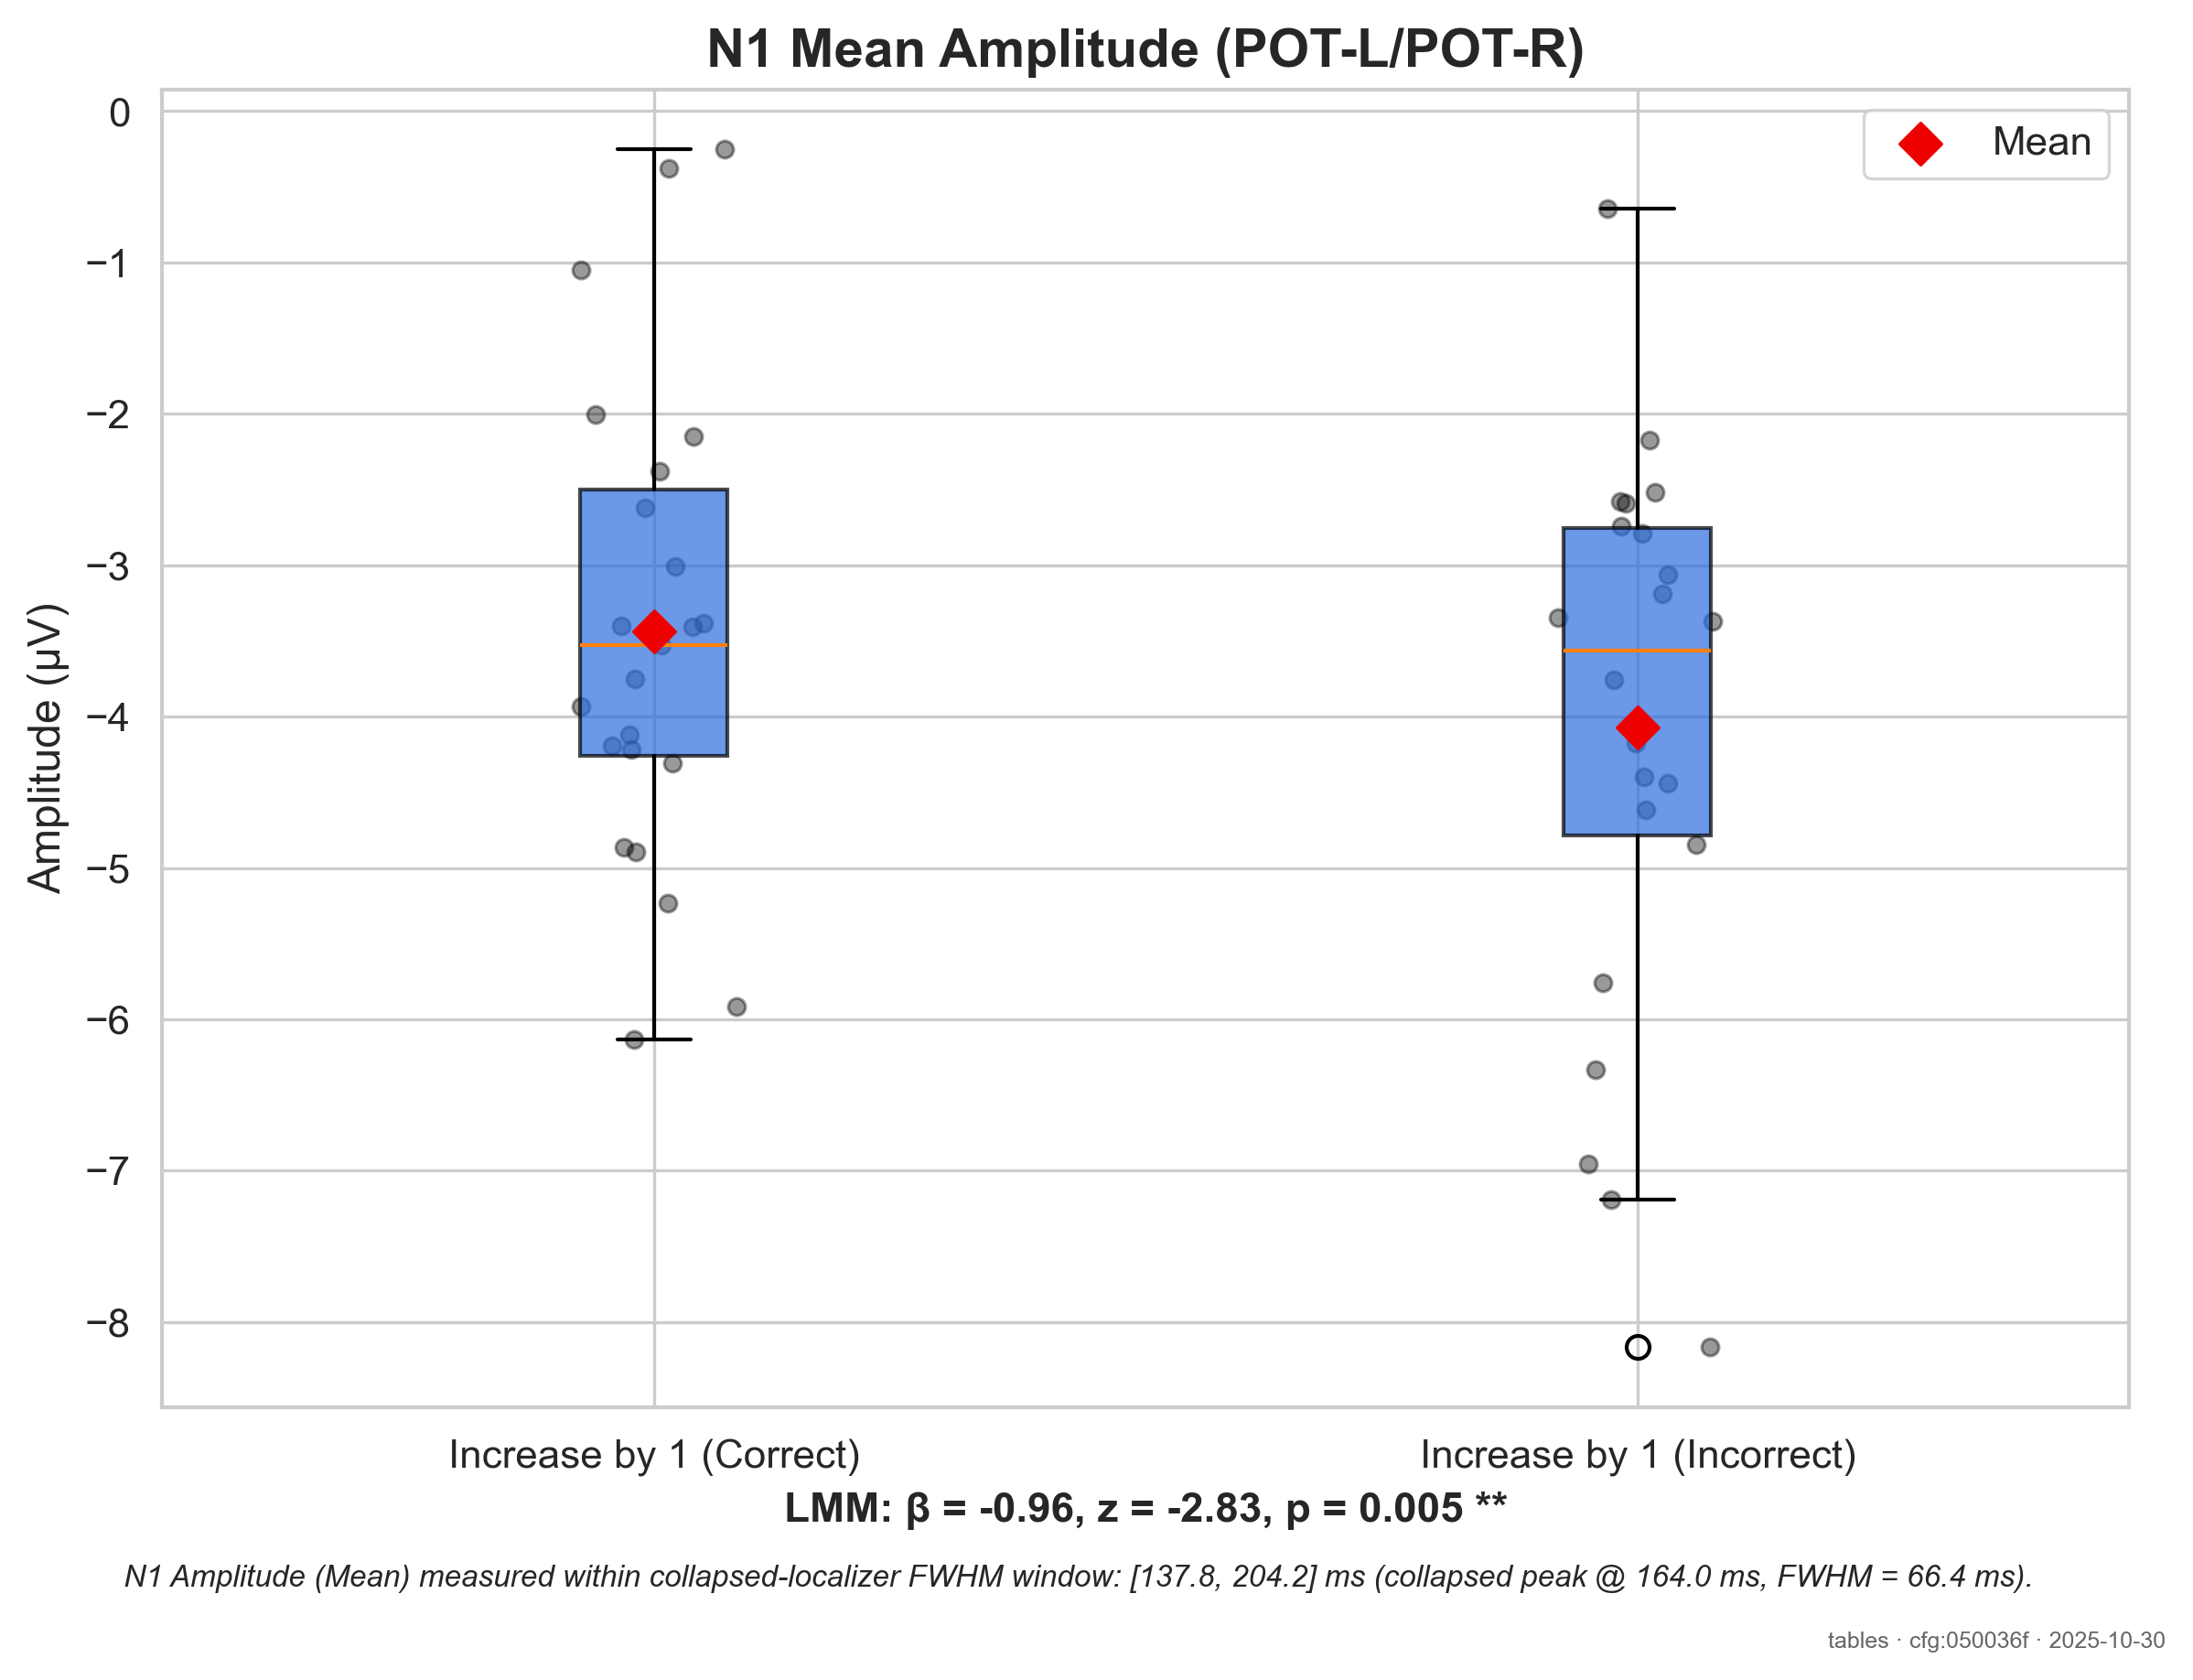 N1 Mean Amplitude (POT-L/POT-R)
Mean
0
−1
−2
−3
−4
−5
−6
−7
−8
Amplitude (µV)
Increase by 1 (Correct)
Increase by 1 (Incorrect)
LMM: β = -0.96, z = -2.83, p = 0.005 **
N1 Amplitude (Mean) measured within collapsed-localizer FWHM window: [137.8, 204.2] ms (collapsed peak @ 164.0 ms, FWHM = 66.4 ms).
tables · cfg:050036f · 2025-10-30